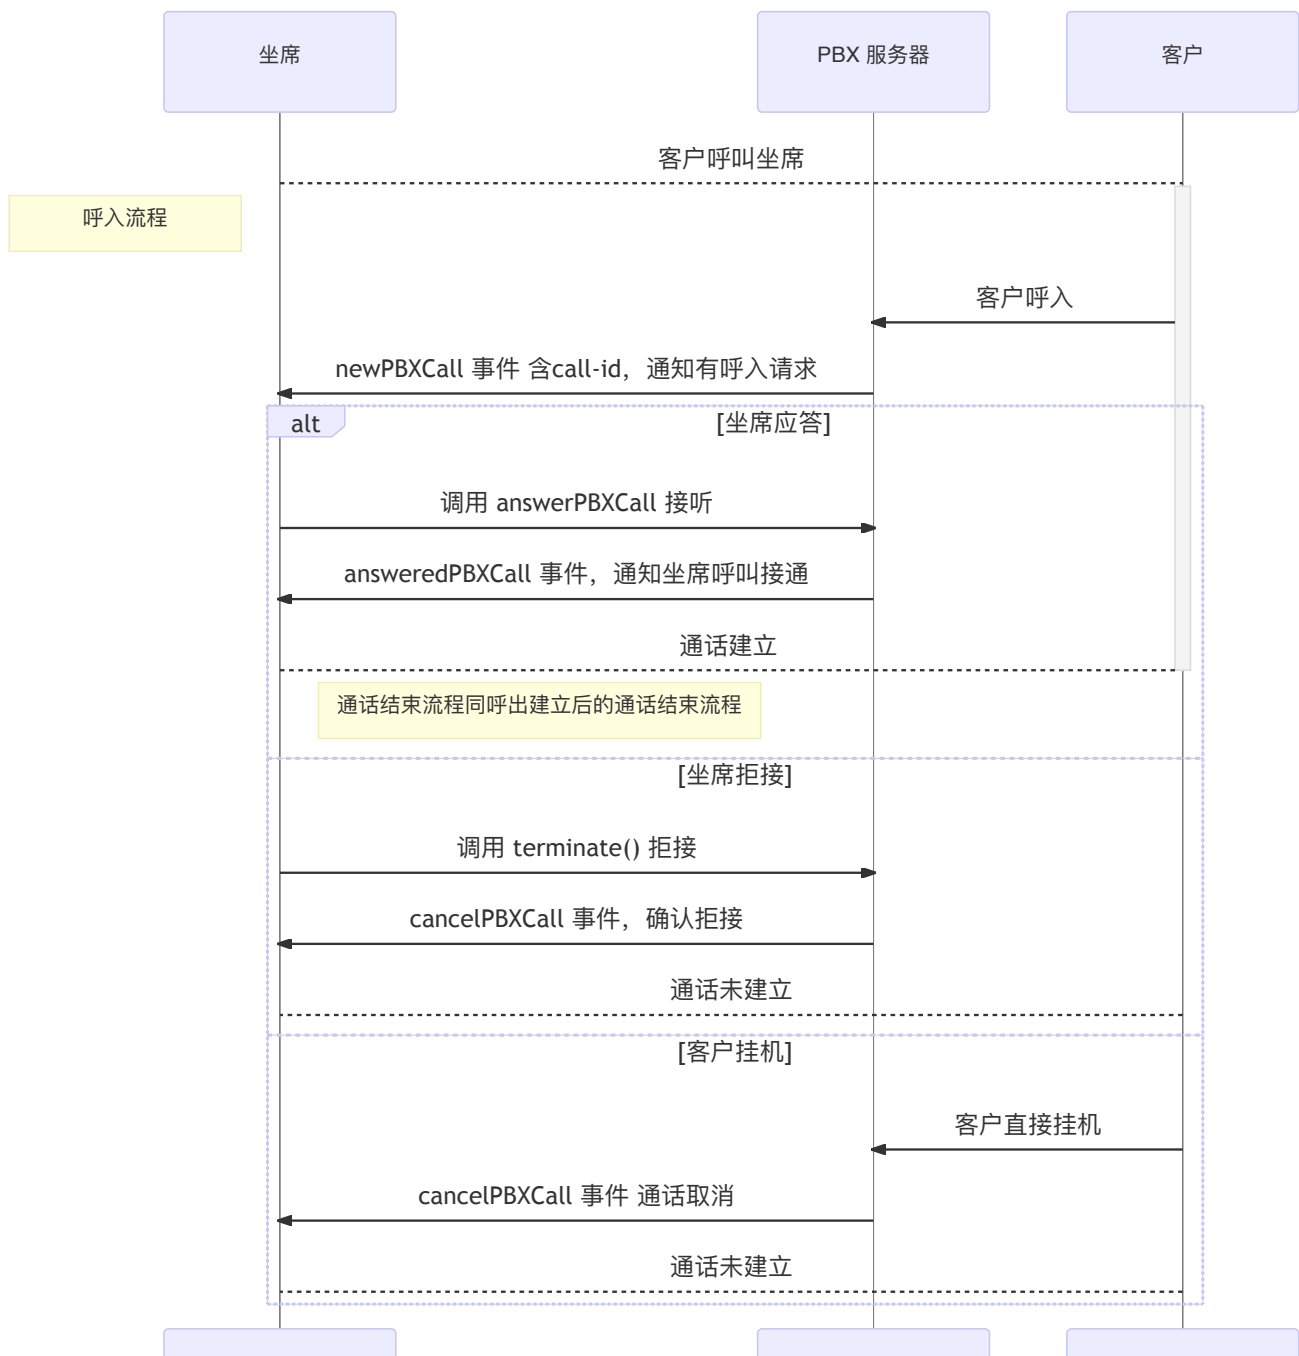 坐席
PBX 服务器
客户
客户呼叫坐席
呼入流程
客户呼入
newPBXCall 事件 含call-id，通知有呼入请求
alt
[坐席应答]
调用 answerPBXCall 接听
answeredPBXCall 事件，通知坐席呼叫接通
通话建立
通话结束流程同呼出建立后的通话结束流程
[坐席拒接]
调用 terminate() 拒接
cancelPBXCall 事件，确认拒接
通话未建立
[客户挂机]
客户直接挂机
cancelPBXCall 事件 通话取消
通话未建立